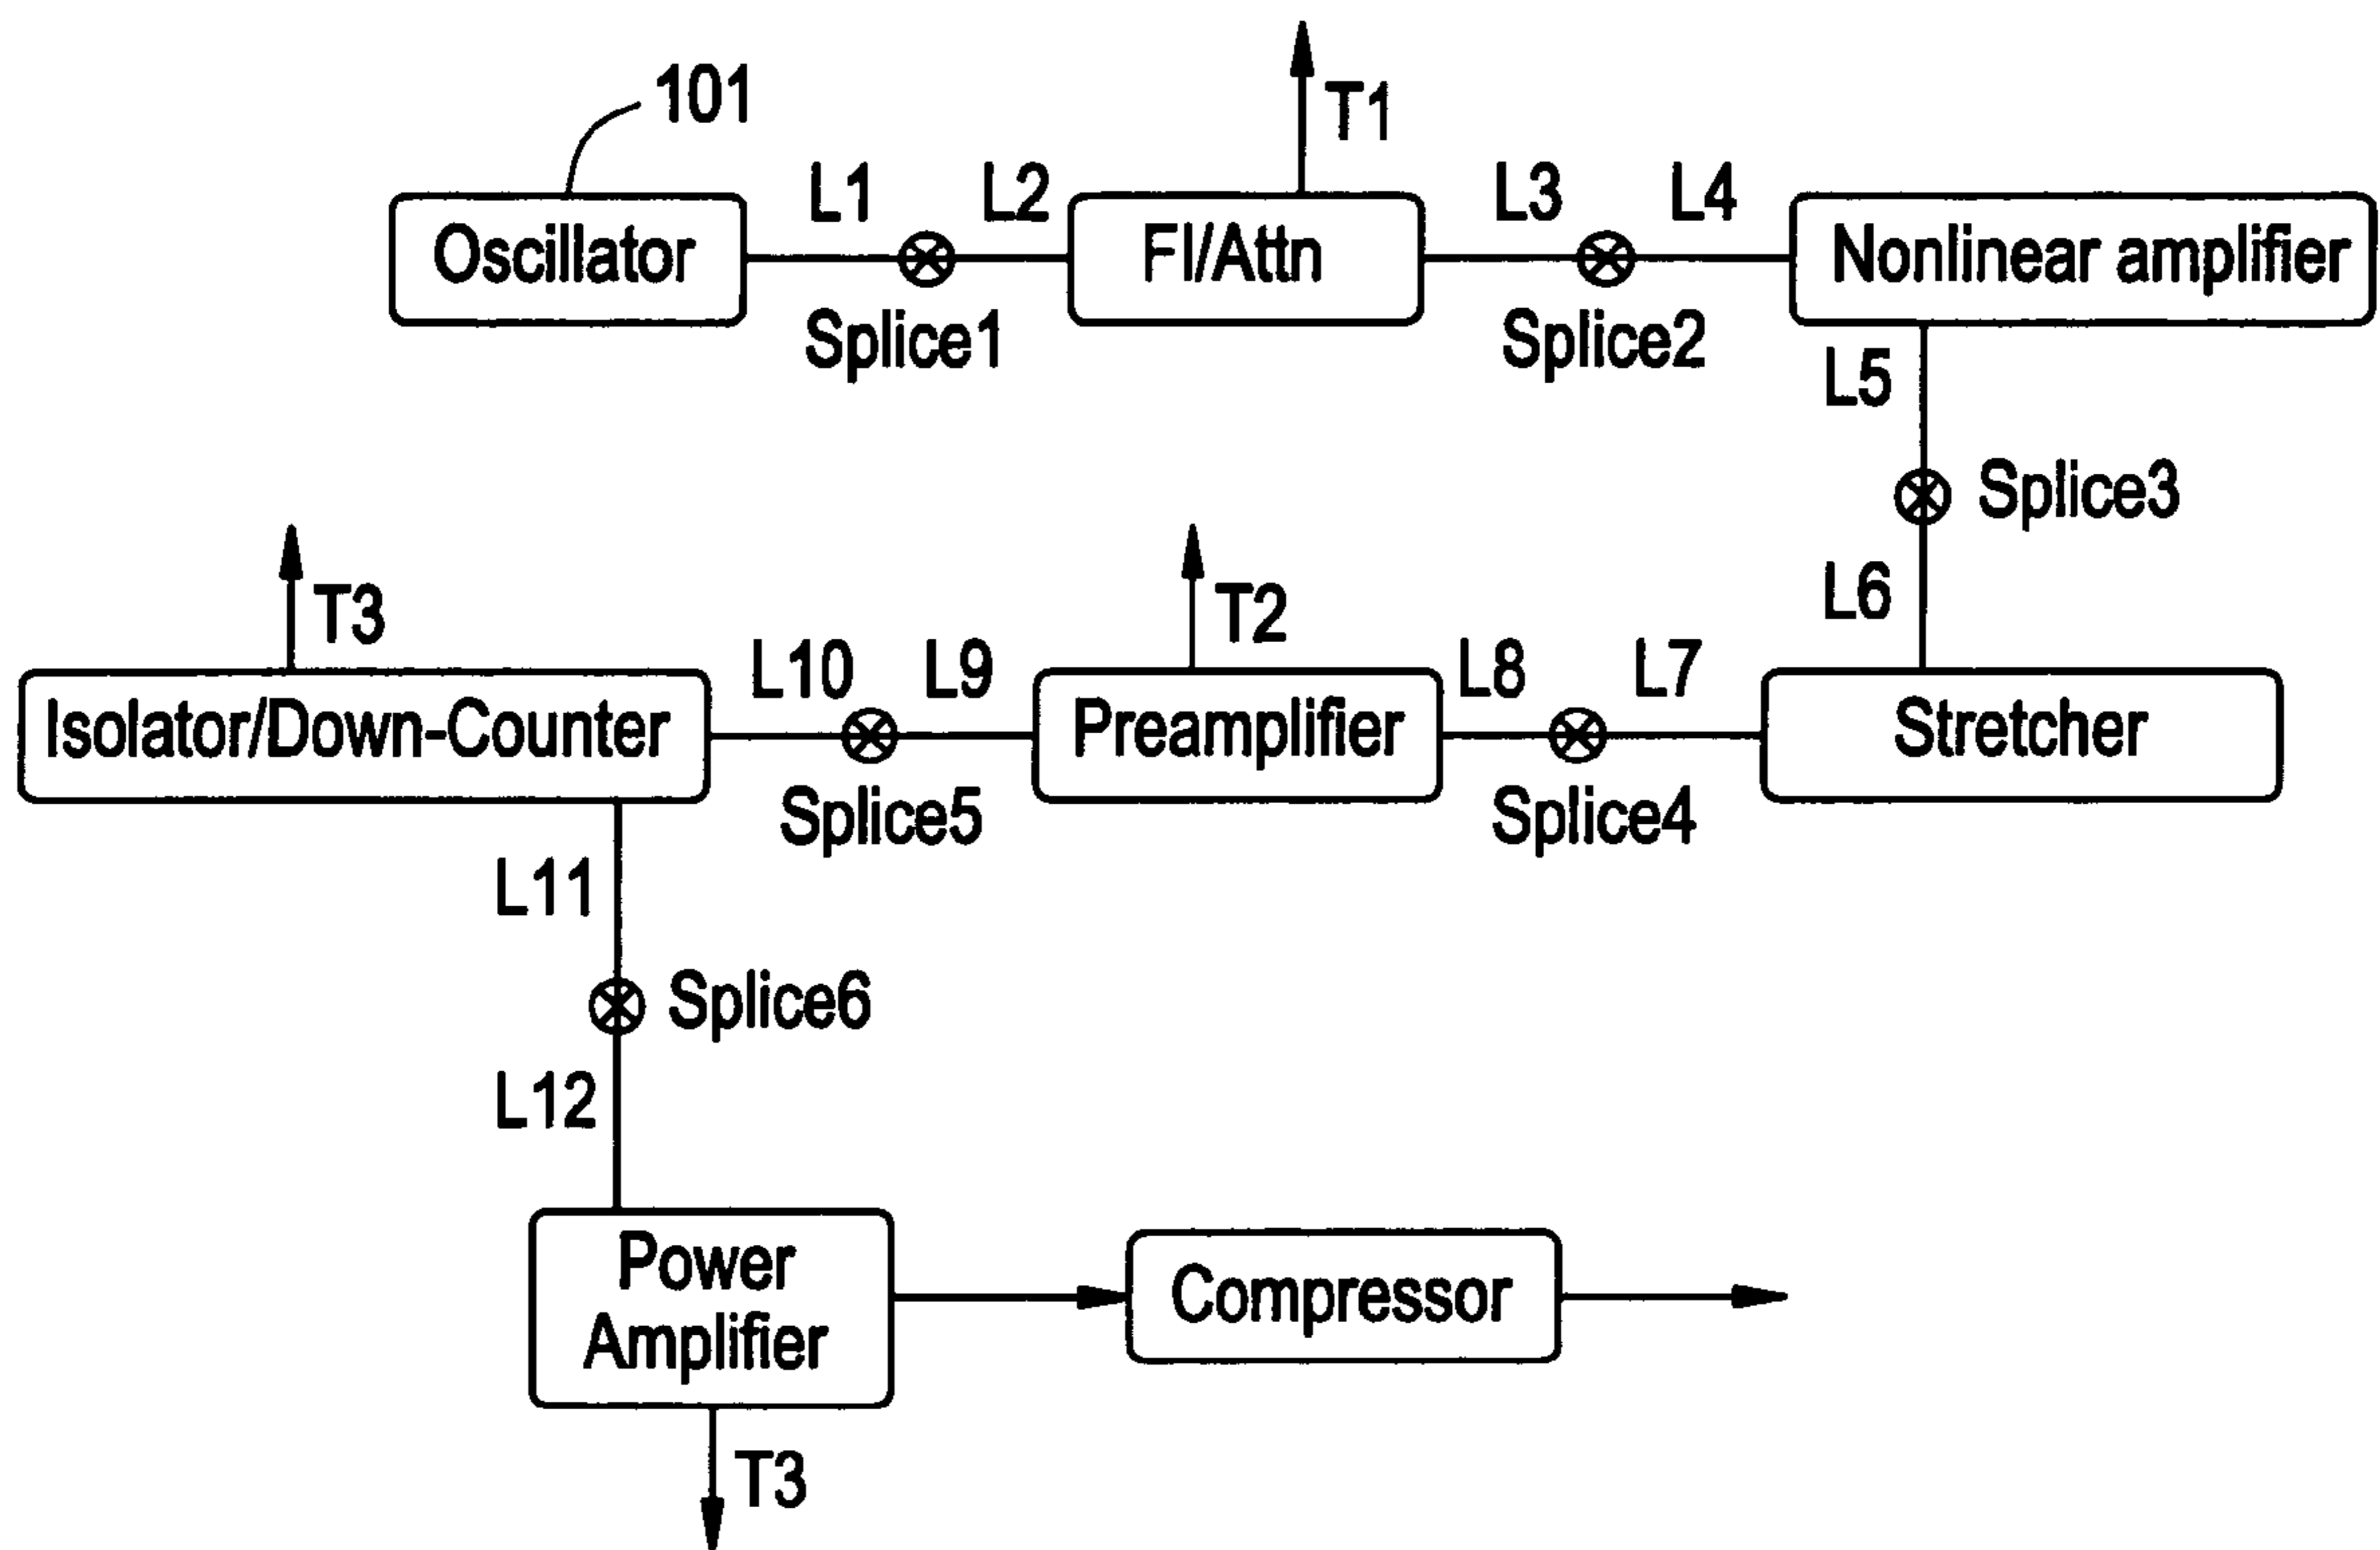 101
T1
L1
L2
L3
L4
Oscillator
FI/Attn
Nonlinear amplifier
Splice1
Splice2
L5
Splice3
L6
T3
T2
L10
L9
L8
L7
Isolator/Down-Counter
Preamplifier
Stretcher
Splice5
Splice4
L11
Splice6
L12
Power
Amplifier
Compressor
T3